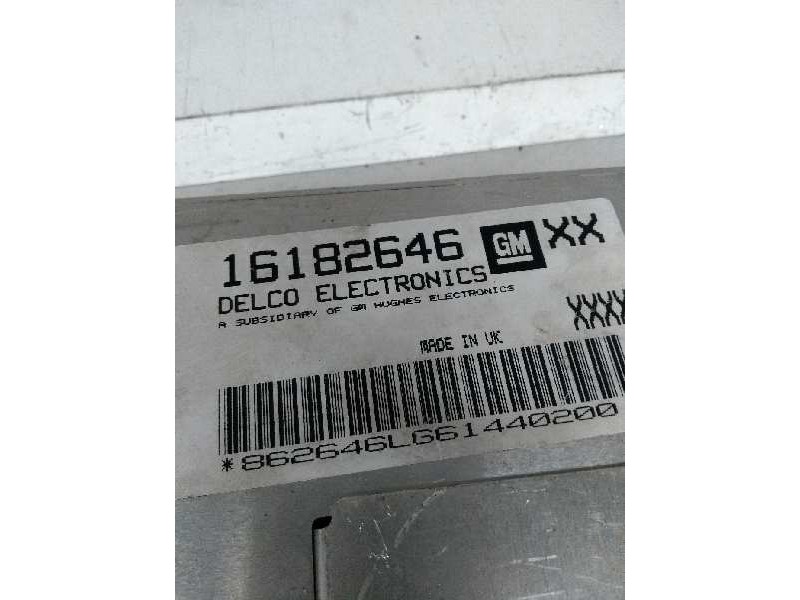 16182646 GM XX
DELCO ELECTRONICS
A SUBSIDIARY OF GM HUGHES ELECTRONICS
XXXX
MADE IN UK
*862646LG61440200